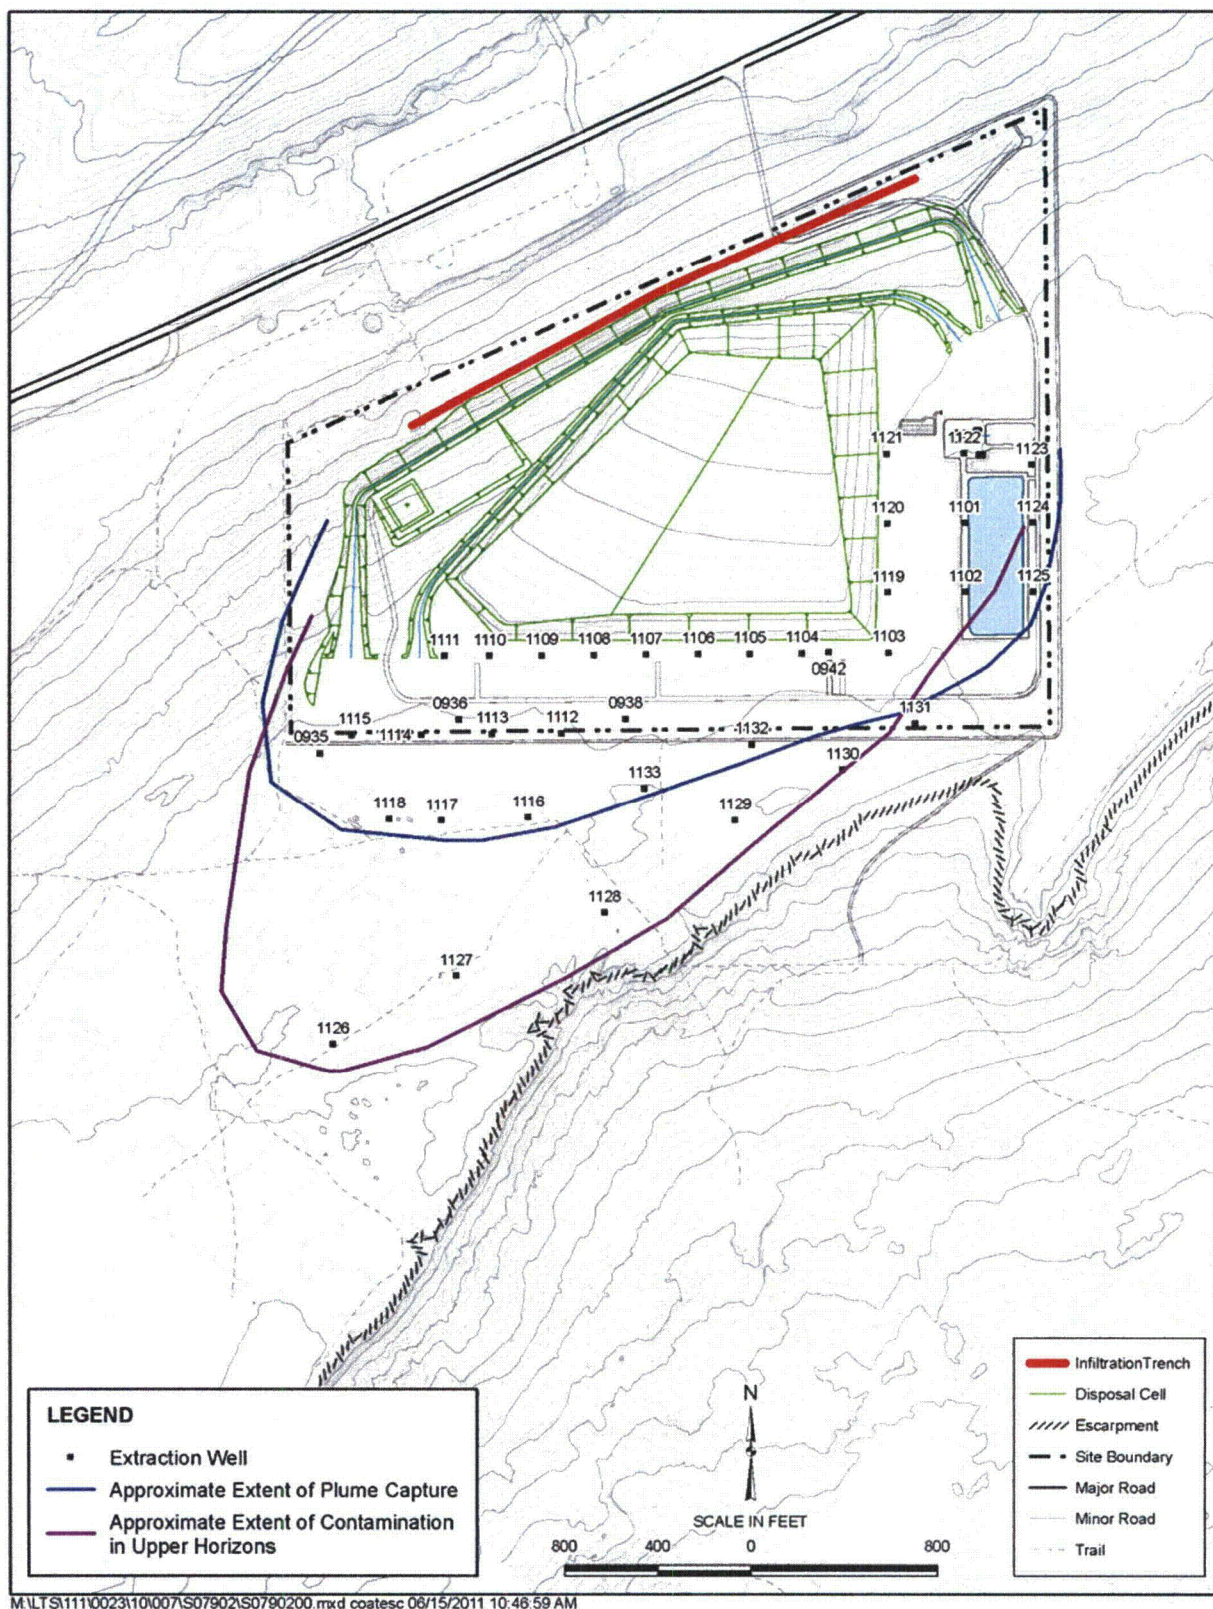 1121
1122
1123
1120
1101
1124
1119
1102
1125
1111
1110
1109
1108
1107
1106
1105
1104
1103
0942
0936
0938
1131
1115
1114
1113
1112
0935
1132
1130
1133
1118
1117
1116
1129
1128
1127
1126
LEGEND
Extraction Well
Approximate Extent of Plume Capture
Approximate Extent of Contamination
in Upper Horizons
N
SCALE IN FEET
800 400 0 800
InfiltrationTrench
Disposal Cell
Escarpment
Site Boundary
Major Road
Minor Road
Trail
M:\LTS\111\0023\10\007\S07902\S0790200.mxd coatesc 06/15/2011 10:46:59 AM